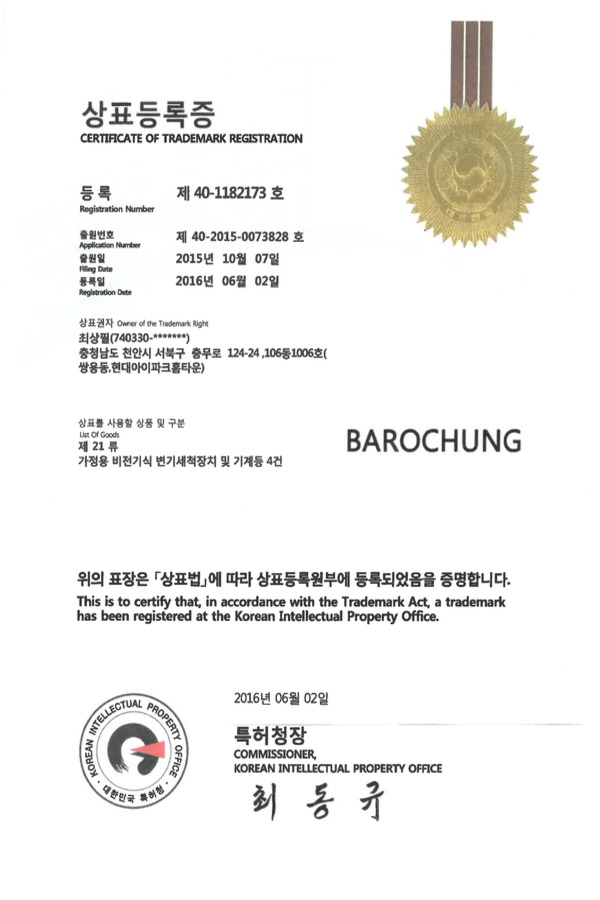 상표등록증
CERTIFICATE OF TRADEMARK REGISTRATION
등 록 제 40-1182173 호
Registration Number
출원번호 제 40-2015-0073828 호
Application Number
출원일 2015년 10월 07일
Filing Date
등록일 2016년 06월 02일
Registration Date
상표권자 Owner of the Trademark Right
최상필(740330-*******)
충청남도 천안시 서북구 충무로 124-24 ,106동1006호(
쌍용동,현대아이파크홈타운)
상표를 사용할 상품 및 구분
List Of Goods
제 21 류
가정용 비전기식 변기세척장치 및 기계등 4건
BAROCHUNG
위의 표장은 「상표법」에 따라 상표등록원부에 등록되었음을 증명합니다.
This is to certify that, in accordance with the Trademark Act, a trademark
has been registered at the Korean Intellectual Property Office.
2016년 06월 02일
특허청장
COMMISSIONER,
KOREAN INTELLECTUAL PROPERTY OFFICE
최 동 규
KOREAN INTELLECTUAL PROPERTY OFFICE
대한민국 특허청